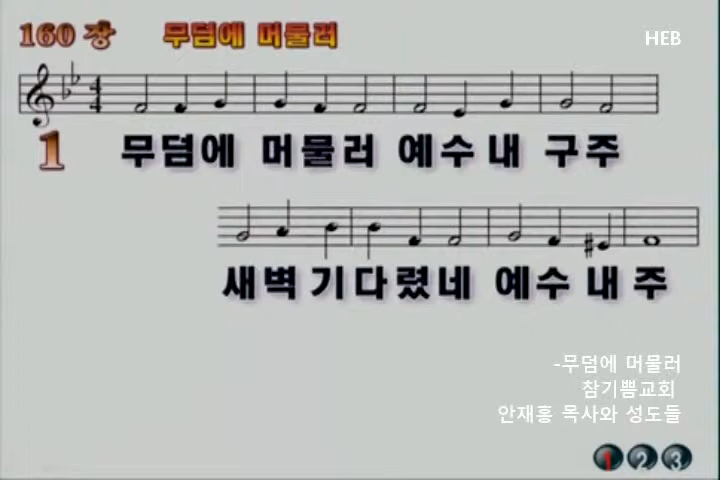 160 장 무덤에 머물러
HEB
1 무덤에 머물러 예수 내 구주
새벽 기다렸네 예수 내 주
-무덤에 머물러
참기쁨교회
안재홍 목사와 성도들
1 2 3